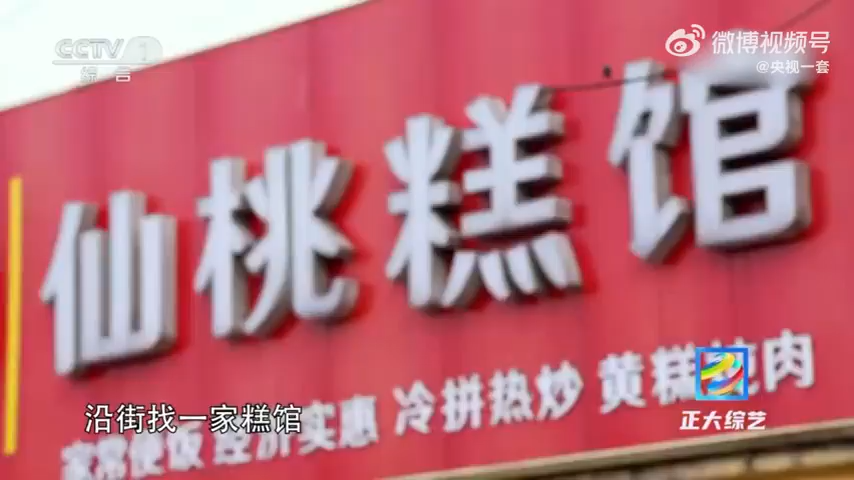 CCTV 1
综合
微博视频号
@央视一套
仙桃糕馆
家常便饭 经济实惠 冷拼热炒 黄糕炖肉
沿街找一家糕馆
正大综艺